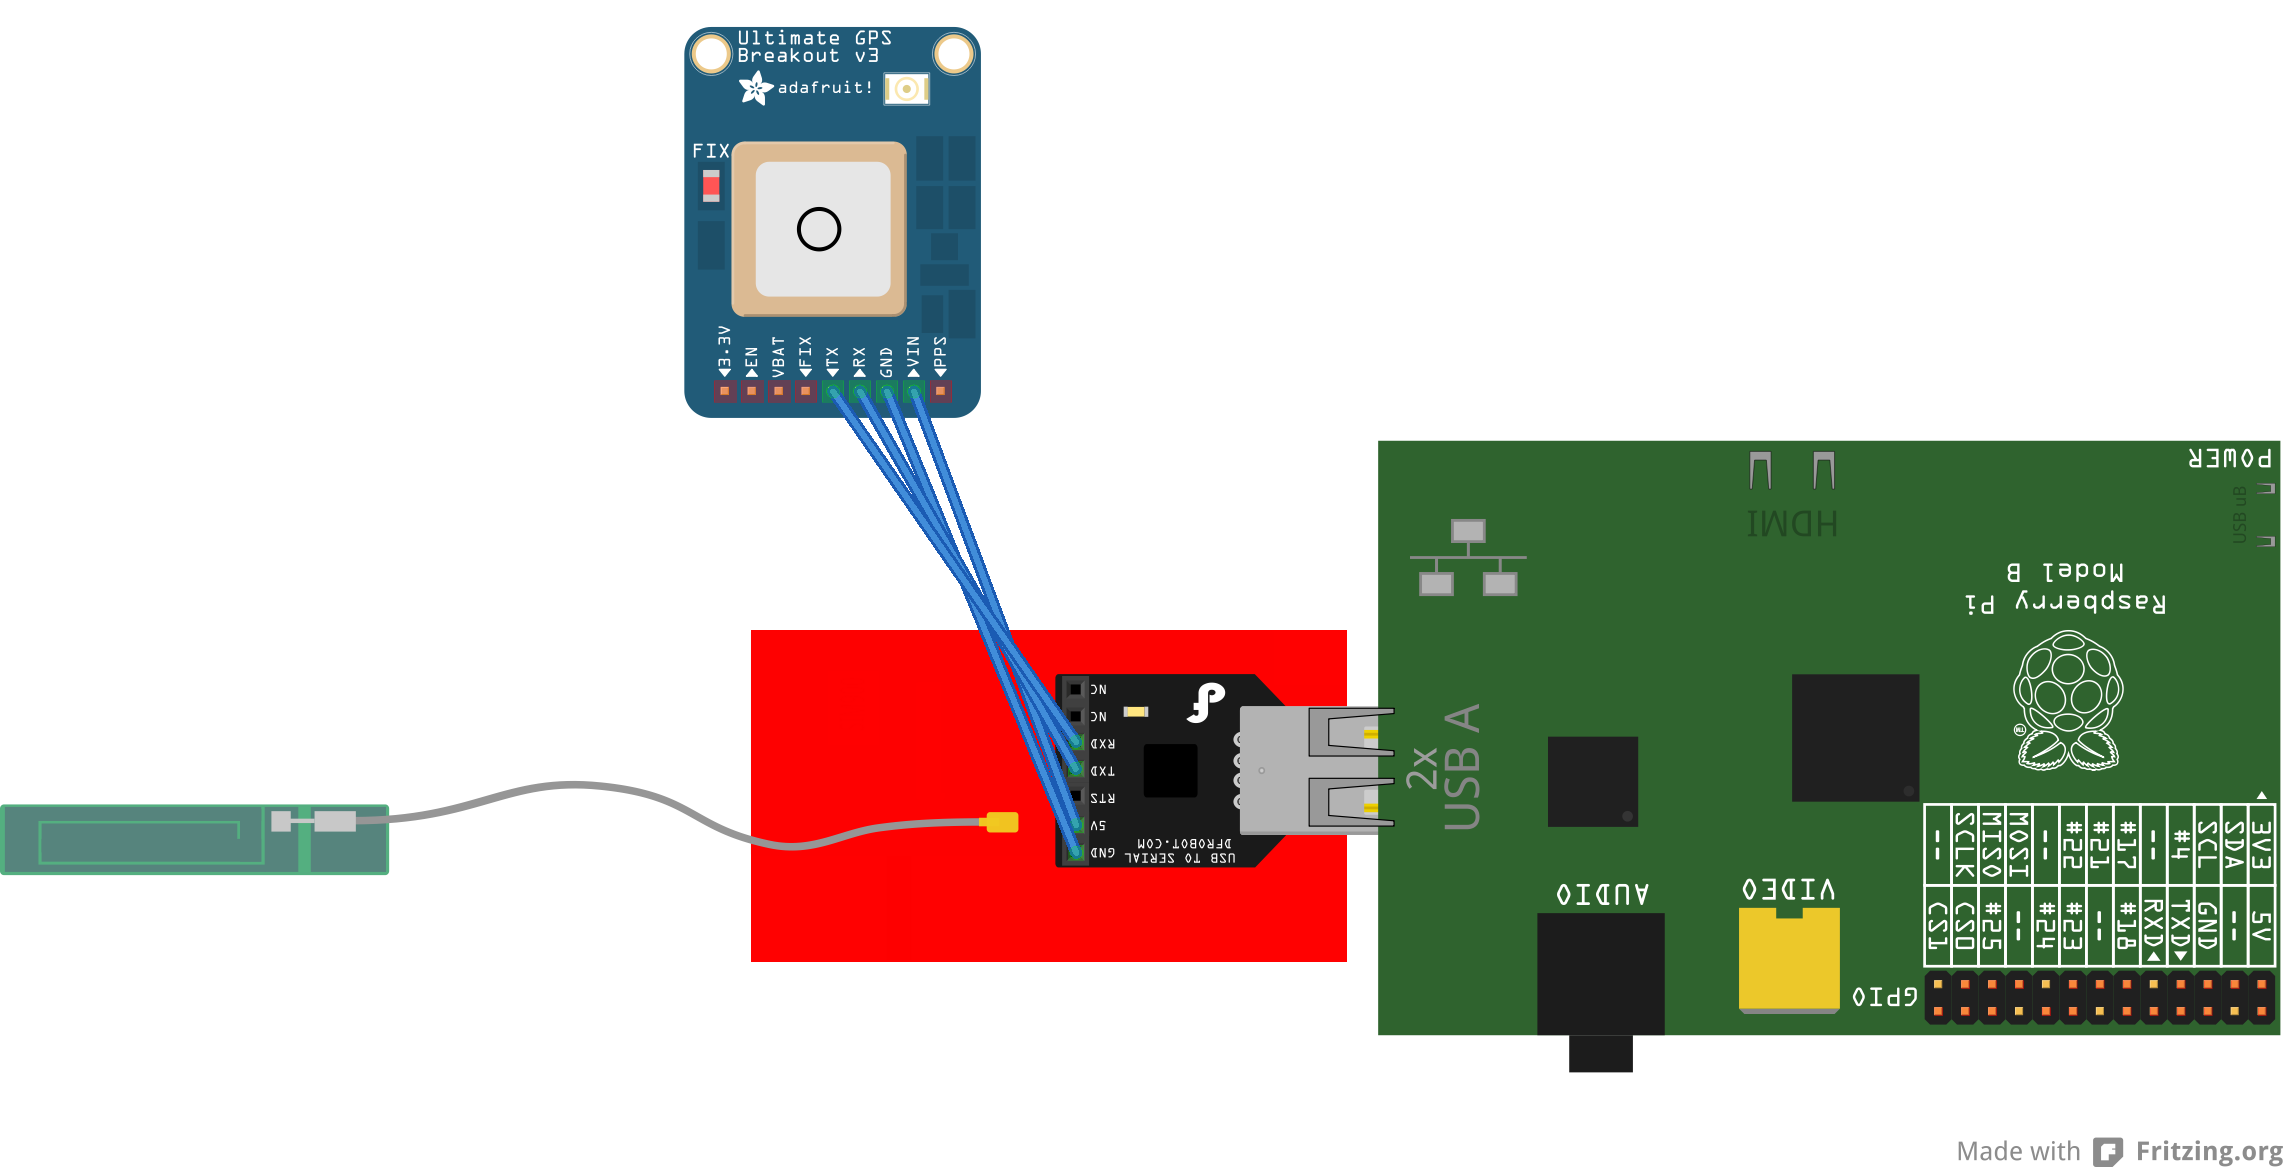 Ultimate GPS
Breakout v3
adafruit!
FIX
3.3V
EN
VBAT
FIX
TX
RX
GND
VIN
PPS
NC
NC
RXD
TXD
RTS
5V
GND
USB TO SERIAL
DFROBOT.COM
2x
USB A
HDMI
POWER
USB uB
Raspberry Pi
Model B
AUDIO
VIDEO
GPIO
-- SCLK MISO MOSI -- #22 #21 #17 -- #4 SCL SDA 3V3
CS1 CS0 #25 -- #24 #23 -- #18 RXD TXD GND -- 5V
Made with Fritzing.org